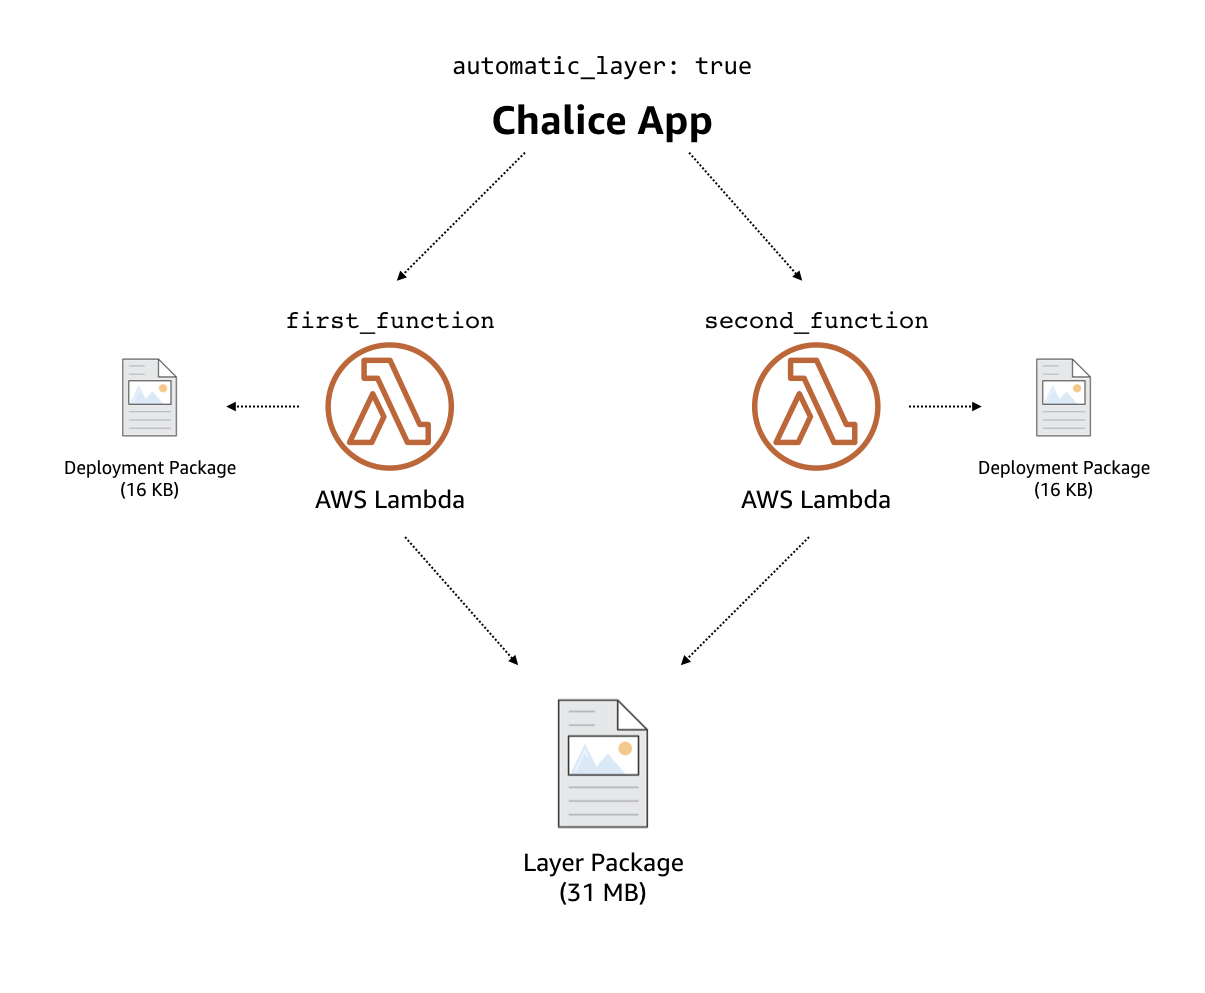 automatic_layer: true
Chalice App
first_function
second_function
Deployment Package
(16 KB)
AWS Lambda
AWS Lambda
Deployment Package
(16 KB)
Layer Package
(31 MB)